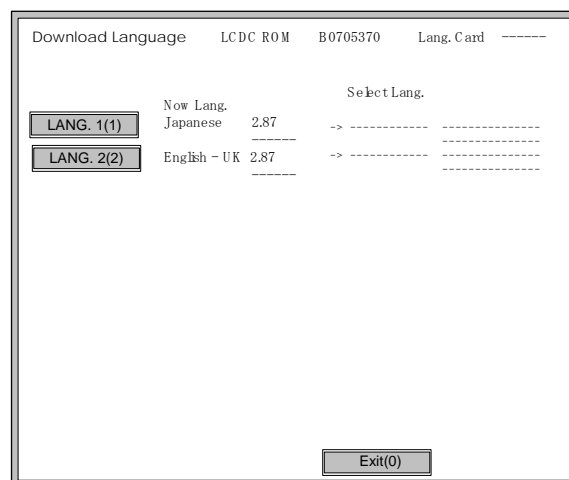 Download Language LCDC ROM B0705370 Lang. Card ------
Select Lang.
Now Lang.
LANG. 1(1) Japanese 2.87 -> ------------ ---------------
------ ---------------
LANG. 2(2) English - UK 2.87 -> ------------ ---------------
------ ---------------
Exit(0)